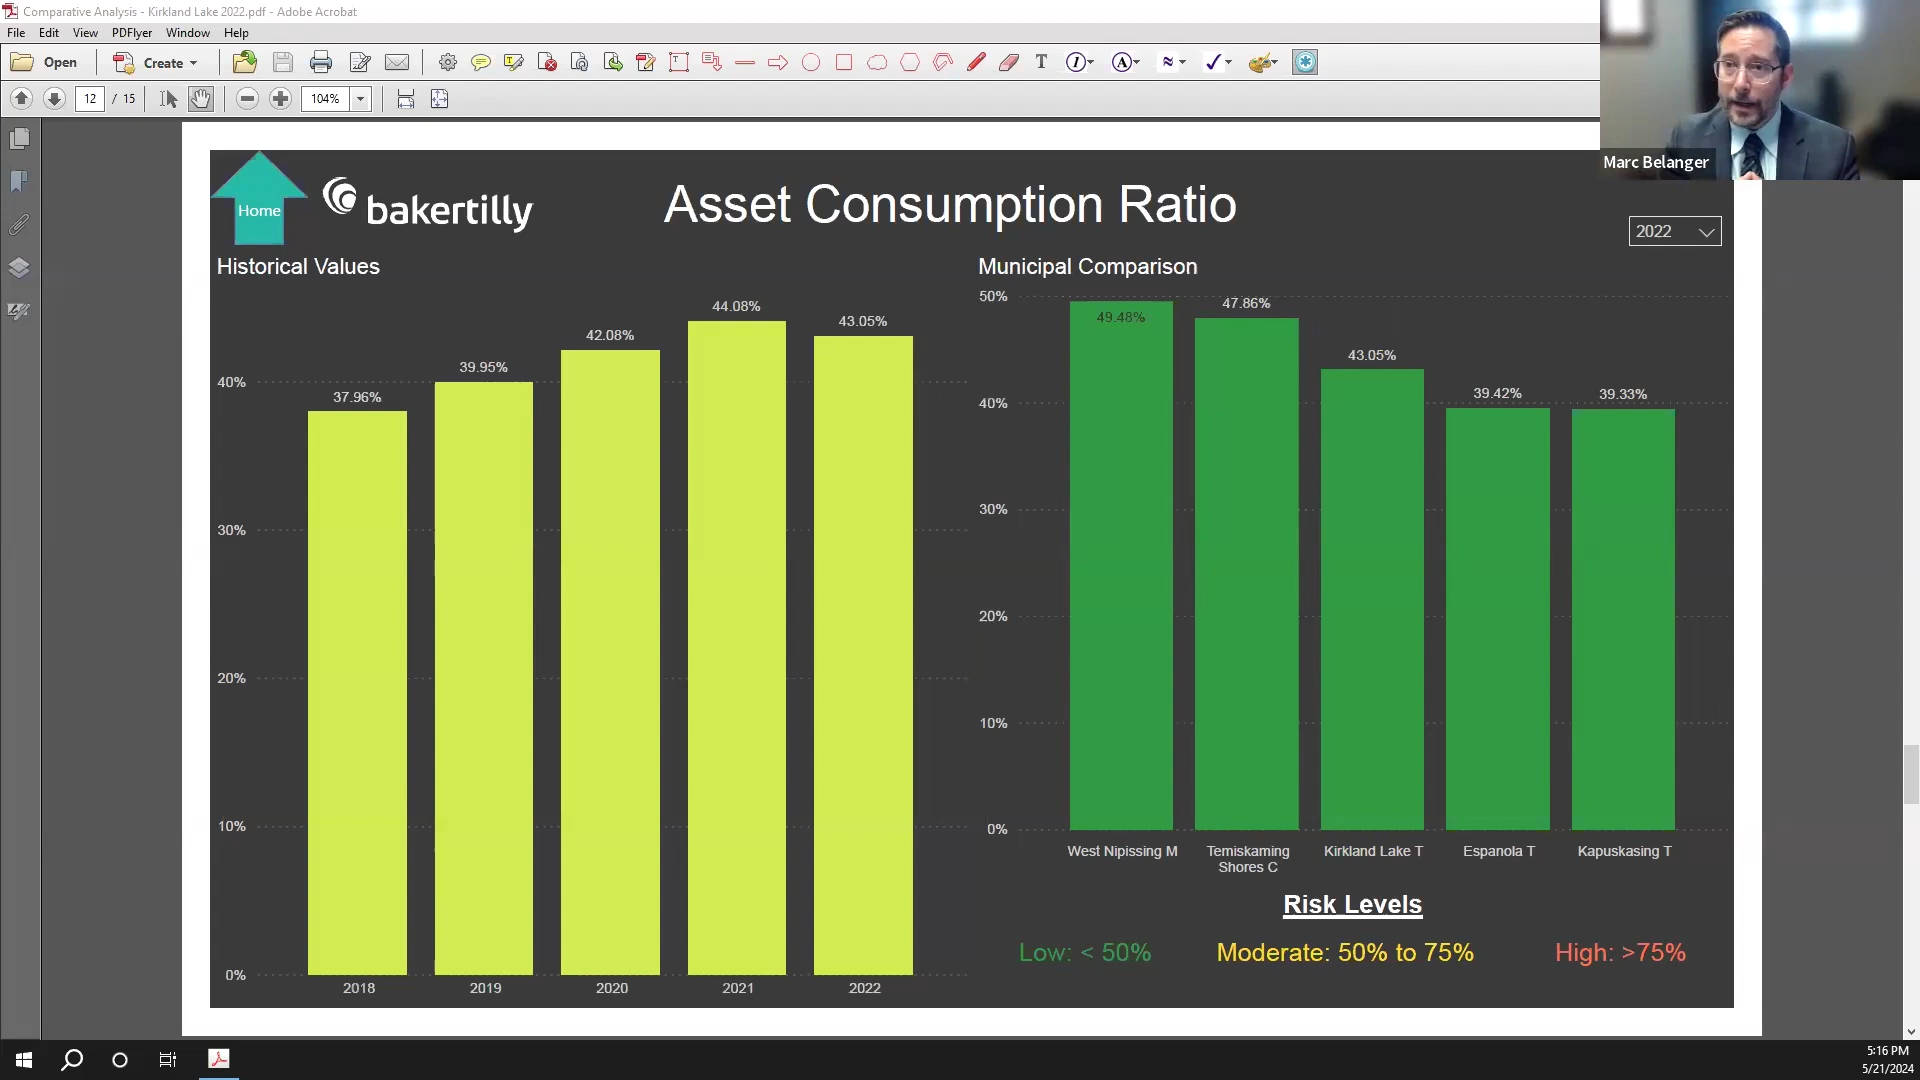 Comparative Analysis - Kirkland Lake 2022.pdf - Adobe Acrobat
File Edit View PDFlyer Window Help
Open Create
12 / 15 104%
Marc Belanger
Home
bakertilly
Asset Consumption Ratio
2022
Historical Values
40%
30%
20%
10%
0%
37.96%
39.95%
42.08%
44.08%
43.05%
2018 2019 2020 2021 2022
Municipal Comparison
50%
40%
30%
20%
10%
0%
49.48%
47.86%
43.05%
39.42%
39.33%
West Nipissing M
Temiskaming
Shores C
Kirkland Lake T
Espanola T
Kapuskasing T
Risk Levels
Low: < 50% Moderate: 50% to 75% High: >75%
5:16 PM
5/21/2024